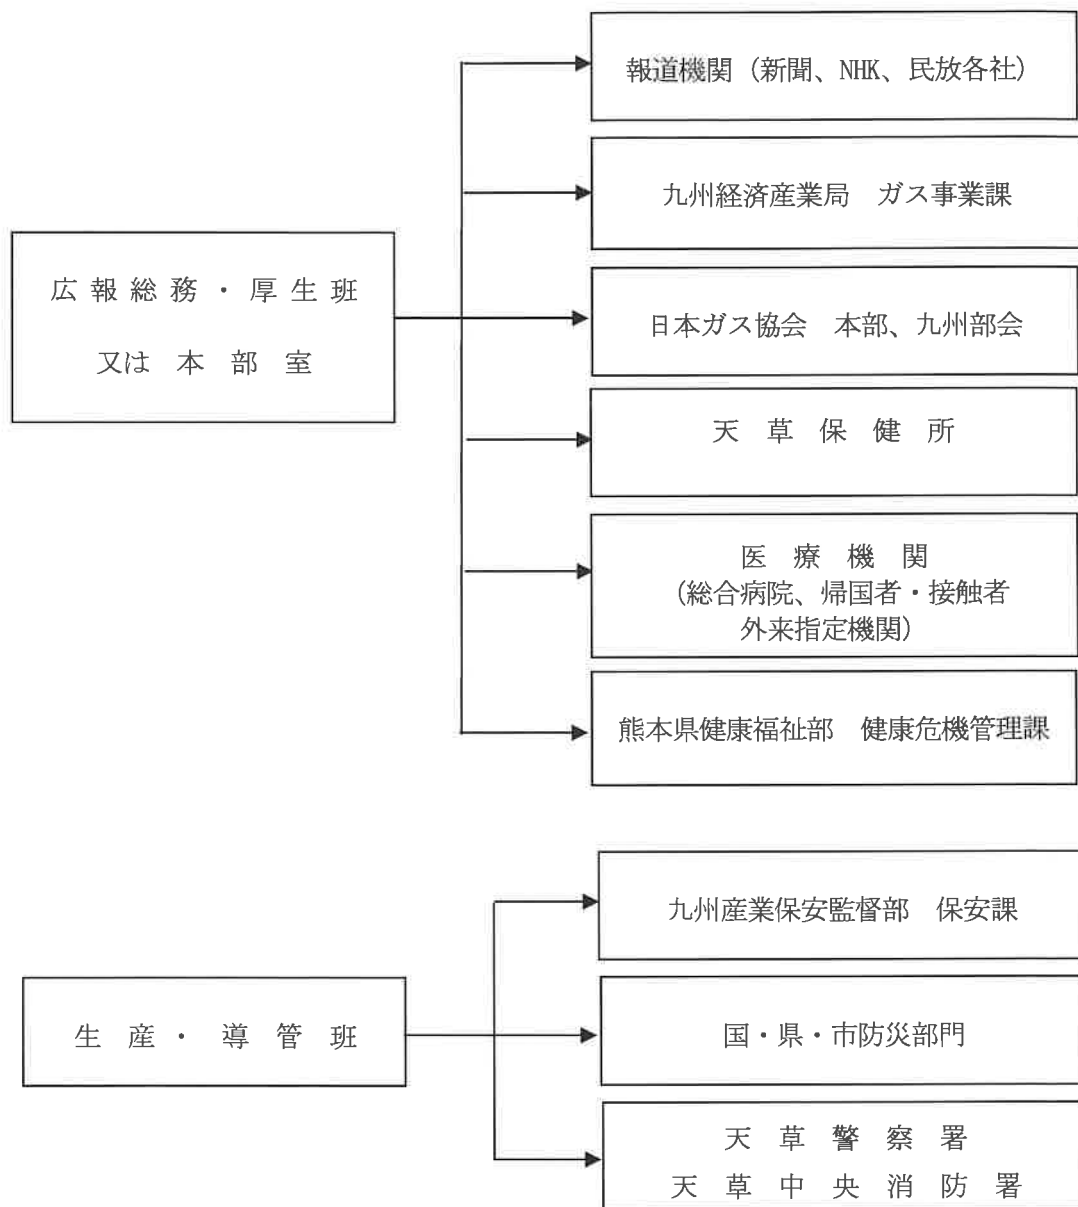 報道機関（新聞、NHK、民放各社）
九州経済産業局　ガス事業課
広報総務・厚生班
又は　本部室
日本ガス協会　本部、九州部会
天草保健所
医療機関
（総合病院、帰国者・接触者
外来指定機関）
熊本県健康福祉部　健康危機管理課
九州産業保安監督部　保安課
生産・導管班
国・県・市防災部門
天草警察署
天草中央消防署